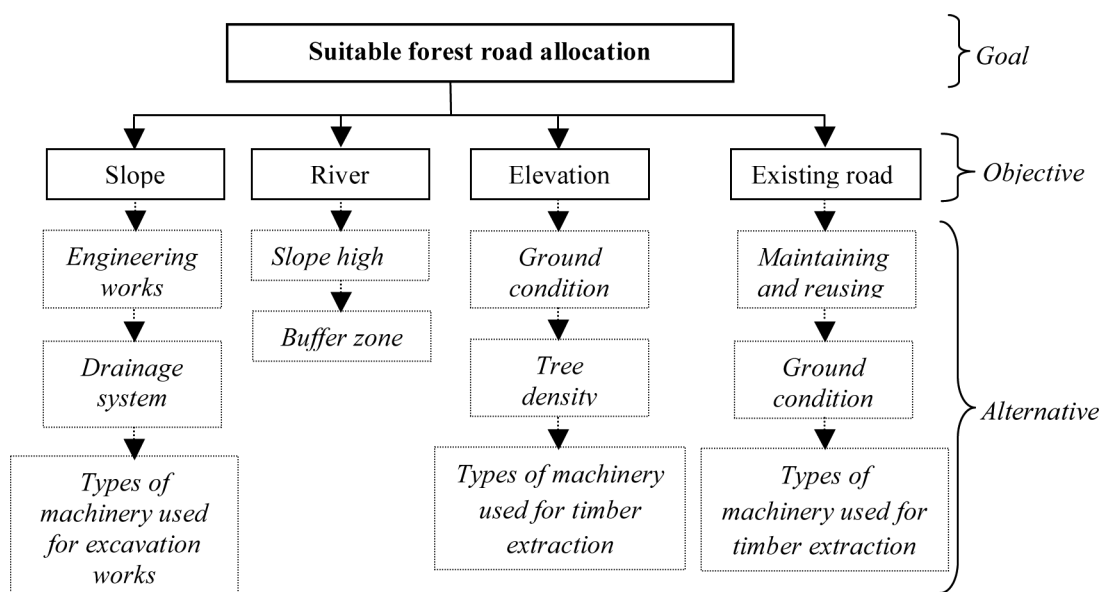 Suitable forest road allocation
Goal
Slope
River
Elevation
Existing road
Objective
Engineering
works
Drainage
system
Types of
machinery used
for excavation
works
Slope high
Buffer zone
Ground
condition
Tree
density
Types of machinery
used for timber
extraction
Maintaining
and reusing
Ground
condition
Types of
machinery used for
timber extraction
Alternative